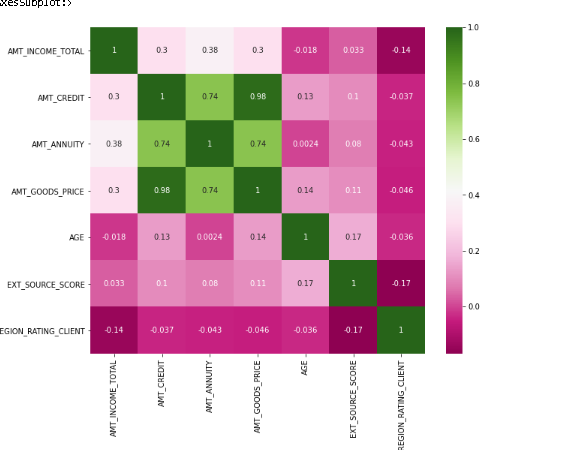 xesSubplot:>
AMT_INCOME_TOTAL 1 0.3 0.38 0.3 -0.018 0.033 -0.14
AMT_CREDIT 0.3 1 0.74 0.98 0.13 0.1 -0.037
AMT_ANNUITY 0.38 0.74 1 0.74 0.0024 0.08 -0.043
AMT_GOODS_PRICE 0.3 0.98 0.74 1 0.14 0.11 -0.046
AGE -0.018 0.13 0.0024 0.14 1 0.17 -0.036
EXT_SOURCE_SCORE 0.033 0.1 0.08 0.11 0.17 1 -0.17
EGION_RATING_CLIENT -0.14 -0.037 -0.043 -0.046 -0.036 -0.17 1
AMT_INCOME_TOTAL
AMT_CREDIT
AMT_ANNUITY
AMT_GOODS_PRICE
AGE
EXT_SOURCE_SCORE
REGION_RATING_CLIENT
1.0
0.8
0.6
0.4
0.2
0.0